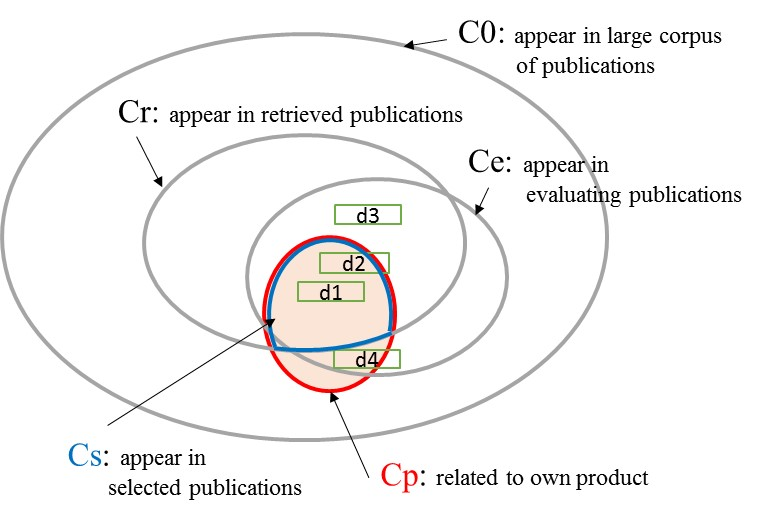 C0: appear in large corpus
of publications
Cr: appear in retrieved publications
Ce: appear in
evaluating publications
d3
d2
d1
d4
Cs: appear in
selected publications
Cp: related to own product